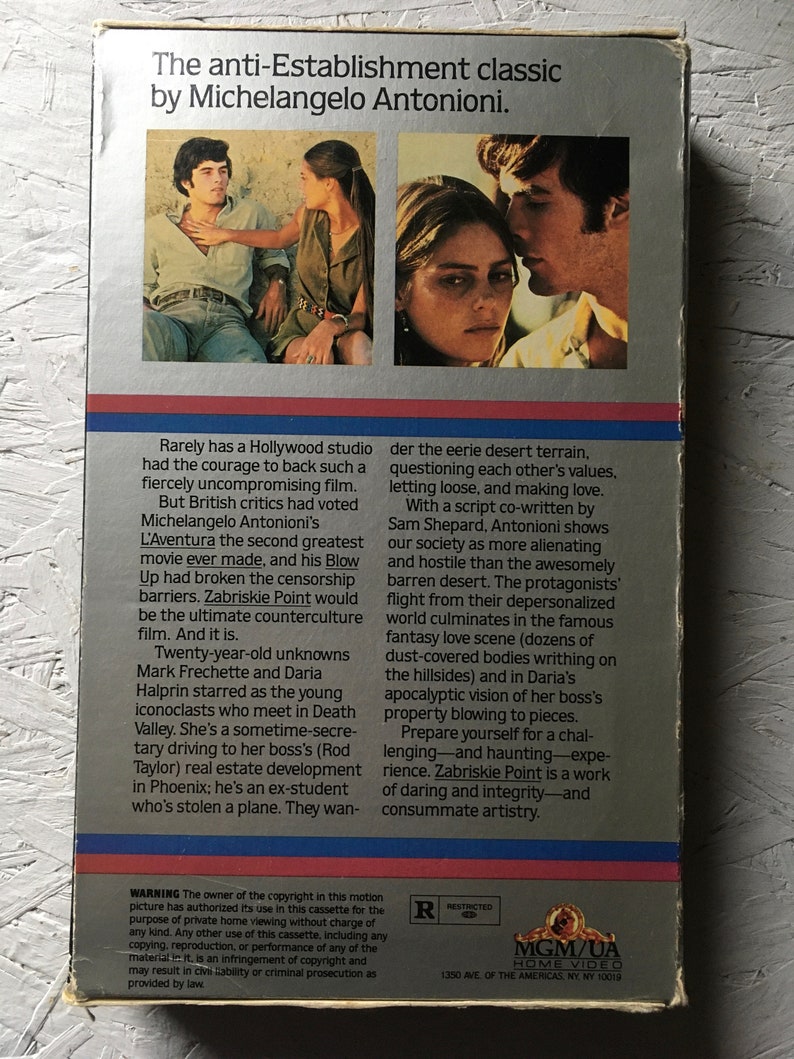 The anti-Establishment classic
by Michelangelo Antonioni.
Rarely has a Hollywood studio
had the courage to back such a
fiercely uncompromising film.
But British critics had voted
Michelangelo Antonioni's
L'Aventura the second greatest
movie ever made, and his Blow
Up had broken the censorship
barriers. Zabriskie Point would
be the ultimate counterculture
film. And it is.
Twenty-year-old unknowns
Mark Frechette and Daria
Halprin starred as the young
iconoclasts who meet in Death
Valley. She's a sometime-secre-
tary driving to her boss's (Rod
Taylor) real estate development
in Phoenix; he's an ex-student
who's stolen a plane. They wan-
der the eerie desert terrain,
questioning each other's values,
letting loose, and making love.
With a script co-written by
Sam Shepard, Antonioni shows
our society as more alienating
and hostile than the awesomely
barren desert. The protagonists'
flight from their depersonalized
world culminates in the famous
fantasy love scene (dozens of
dust-covered bodies writhing on
the hillsides) and in Daria's
apocalyptic vision of her boss's
property blowing to pieces.
Prepare yourself for a chal-
lenging—and haunting—expe-
rience. Zabriskie Point is a work
of daring and integrity—and
consummate artistry.
WARNING The owner of the copyright in this motion
picture has authorized its use in this cassette for the
purpose of private home viewing without charge of
any kind. Any other use of this cassette, including any
copying, reproduction, or performance of any of the
material in it, is an infringement of copyright and
may result in civil liability or criminal prosecution as
provided by law.
R RESTRICTED
MGM/UA
HOME VIDEO
1350 AVE. OF THE AMERICAS, NY, NY 10019